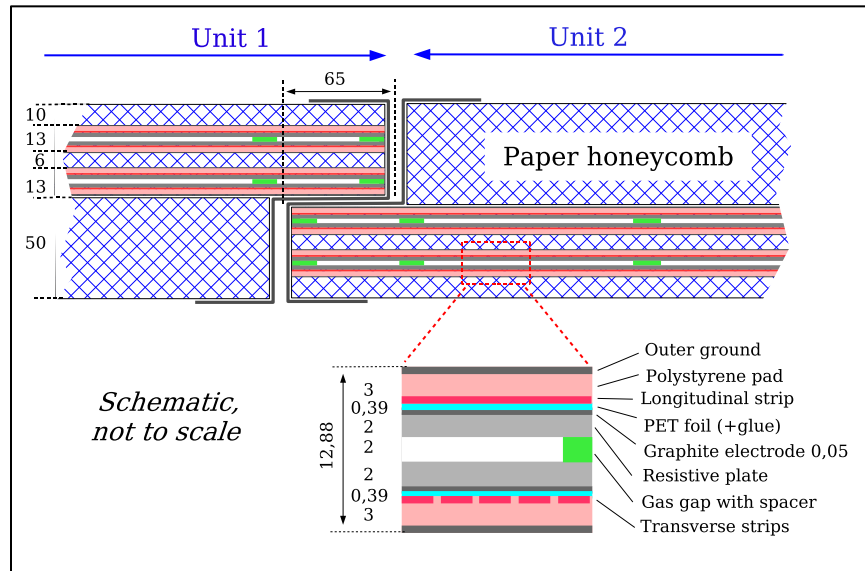 Unit 1
Unit 2
65
10
13
6
13
50
Paper honeycomb
Schematic,
not to scale
12,88
3
0,39
2
2
2
0,39
3
Outer ground
Polystyrene pad
Longitudinal strip
PET foil (+glue)
Graphite electrode 0,05
Resistive plate
Gas gap with spacer
Transverse strips